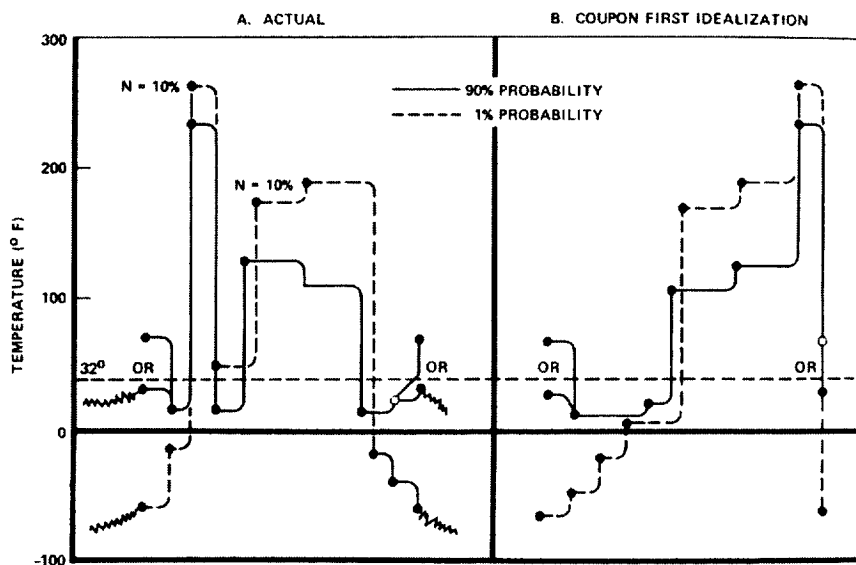 A. ACTUAL
B. COUPON FIRST IDEALIZATION
300
N = 10%
90% PROBABILITY
1% PROBABILITY
200
N = 10%
TEMPERATURE (° F)
100
32°
OR
OR
OR
OR
0
-100